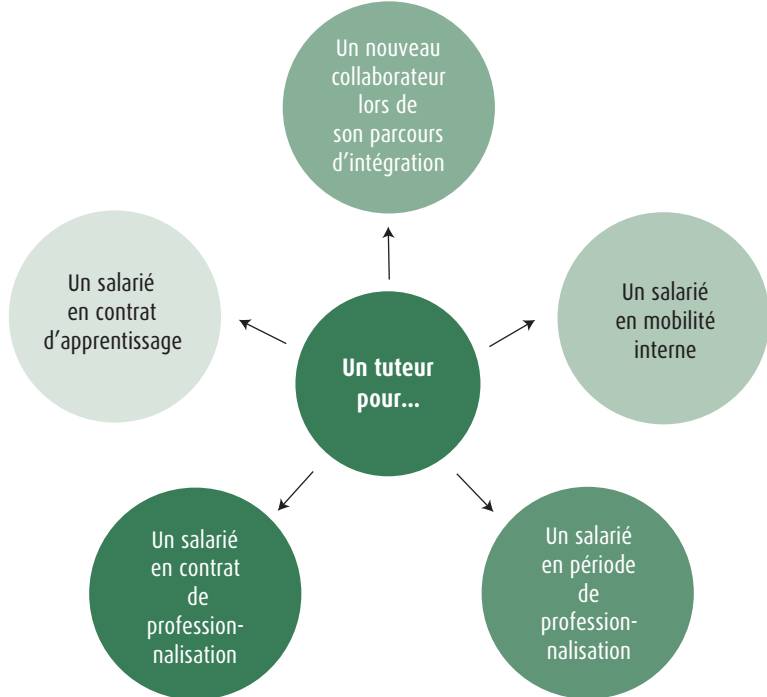 Un nouveau
collaborateur
lors de
son parcours
d'intégration
Un salarié
en contrat
d'apprentissage
Un tuteur
pour...
Un salarié
en mobilité
interne
Un salarié
en contrat
de
profession-
nalisation
Un salarié
en période
de
profession-
nalisation